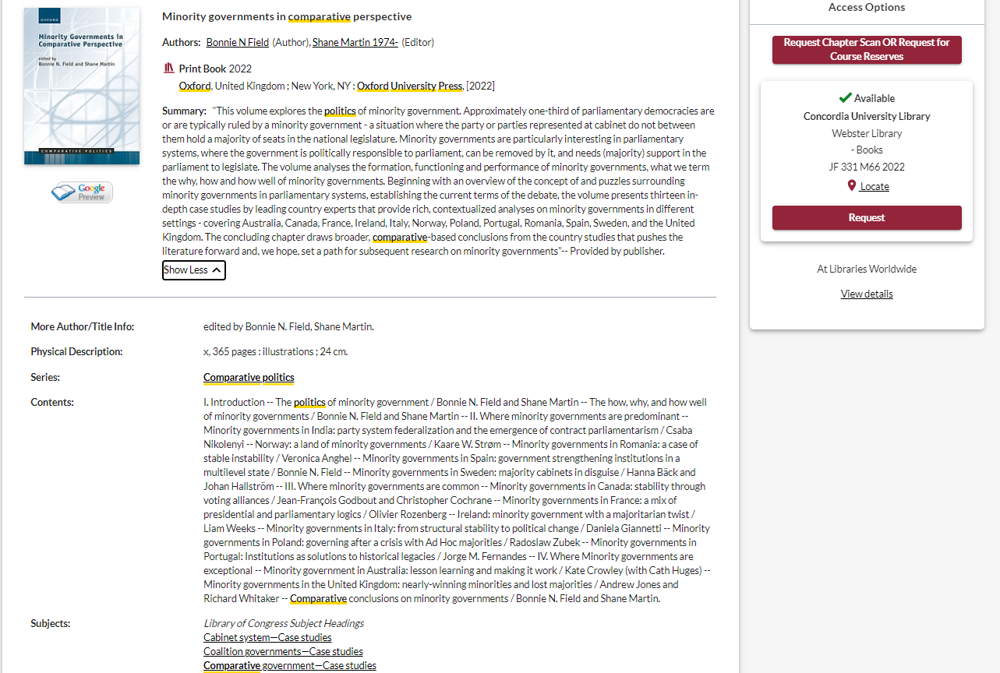 OXFORD
Minority Governments in
Comparative Perspective
edited by
Bonnie N. Field and Shane Martin
COMPARATIVE POLITICS
Google
Preview
Minority governments in comparative perspective
Authors: Bonnie N Field (Author), Shane Martin 1974- (Editor)
Print Book 2022
Oxford, United Kingdom ; New York, NY : Oxford University Press, [2022]
Summary: "This volume explores the politics of minority government. Approximately one-third of parliamentary democracies are
or are typically ruled by a minority government - a situation where the party or parties represented at cabinet do not between
them hold a majority of seats in the national legislature. Minority governments are particularly interesting in parliamentary
systems, where the government is politically responsible to parliament, can be removed by it, and needs (majority) support in the
parliament to legislate. The volume analyses the formation, functioning and performance of minority governments, what we term
the why, how and how well of minority governments. Beginning with an overview of the concept of and puzzles surrounding
minority governments in parliamentary systems, establishing the current terms of the debate, the volume presents thirteen in-
depth case studies by leading country experts that provide rich, contextualized analyses on minority governments in different
settings - covering Australia, Canada, France, Ireland, Italy, Norway, Poland, Portugal, Romania, Spain, Sweden, and the United
Kingdom. The concluding chapter draws broader, comparative-based conclusions from the country studies that pushes the
literature forward and, we hope, set a path for subsequent research on minority governments"-- Provided by publisher.
Show Less
More Author/Title Info: edited by Bonnie N. Field, Shane Martin.
Physical Description: x, 365 pages : illustrations ; 24 cm.
Series: Comparative politics
Contents: I. Introduction -- The politics of minority government / Bonnie N. Field and Shane Martin -- The how, why, and how well
of minority governments / Bonnie N. Field and Shane Martin -- II. Where minority governments are predominant --
Minority governments in India: party system federalization and the emergence of contract parliamentarism / Csaba
Nikolenyi -- Norway: a land of minority governments / Kaare W. Strøm -- Minority governments in Romania: a case of
stable instability / Veronica Anghel -- Minority governments in Spain: government strengthening institutions in a
multilevel state / Bonnie N. Field -- Minority governments in Sweden: majority cabinets in disguise / Hanna Bäck and
Johan Hallström -- III. Where minority governments are common -- Minority governments in Canada: stability through
voting alliances / Jean-François Godbout and Christopher Cochrane -- Minority governments in France: a mix of
presidential and parliamentary logics / Olivier Rozenberg -- Ireland: minority government with a majoritarian twist /
Liam Weeks -- Minority governments in Italy: from structural stability to political change / Daniela Giannetti -- Minority
governments in Poland: governing after a crisis with Ad Hoc majorities / Radoslaw Zubek -- Minority governments in
Portugal: Institutions as solutions to historical legacies / Jorge M. Fernandes -- IV. Where Minority governments are
exceptional -- Minority government in Australia: lesson learning and making it work / Kate Crowley (with Cath Huges) --
Minority governments in the United Kingdom: nearly-winning minorities and lost majorities / Andrew Jones and
Richard Whitaker -- Comparative conclusions on minority governments / Bonnie N. Field and Shane Martin.
Subjects: Library of Congress Subject Headings
Cabinet system—Case studies
Coalition governments—Case studies
Comparative government—Case studies
Access Options
Request Chapter Scan OR Request for
Course Reserves
Available
Concordia University Library
Webster Library
- Books
JF 331 M66 2022
Locate
Request
At Libraries Worldwide
View details